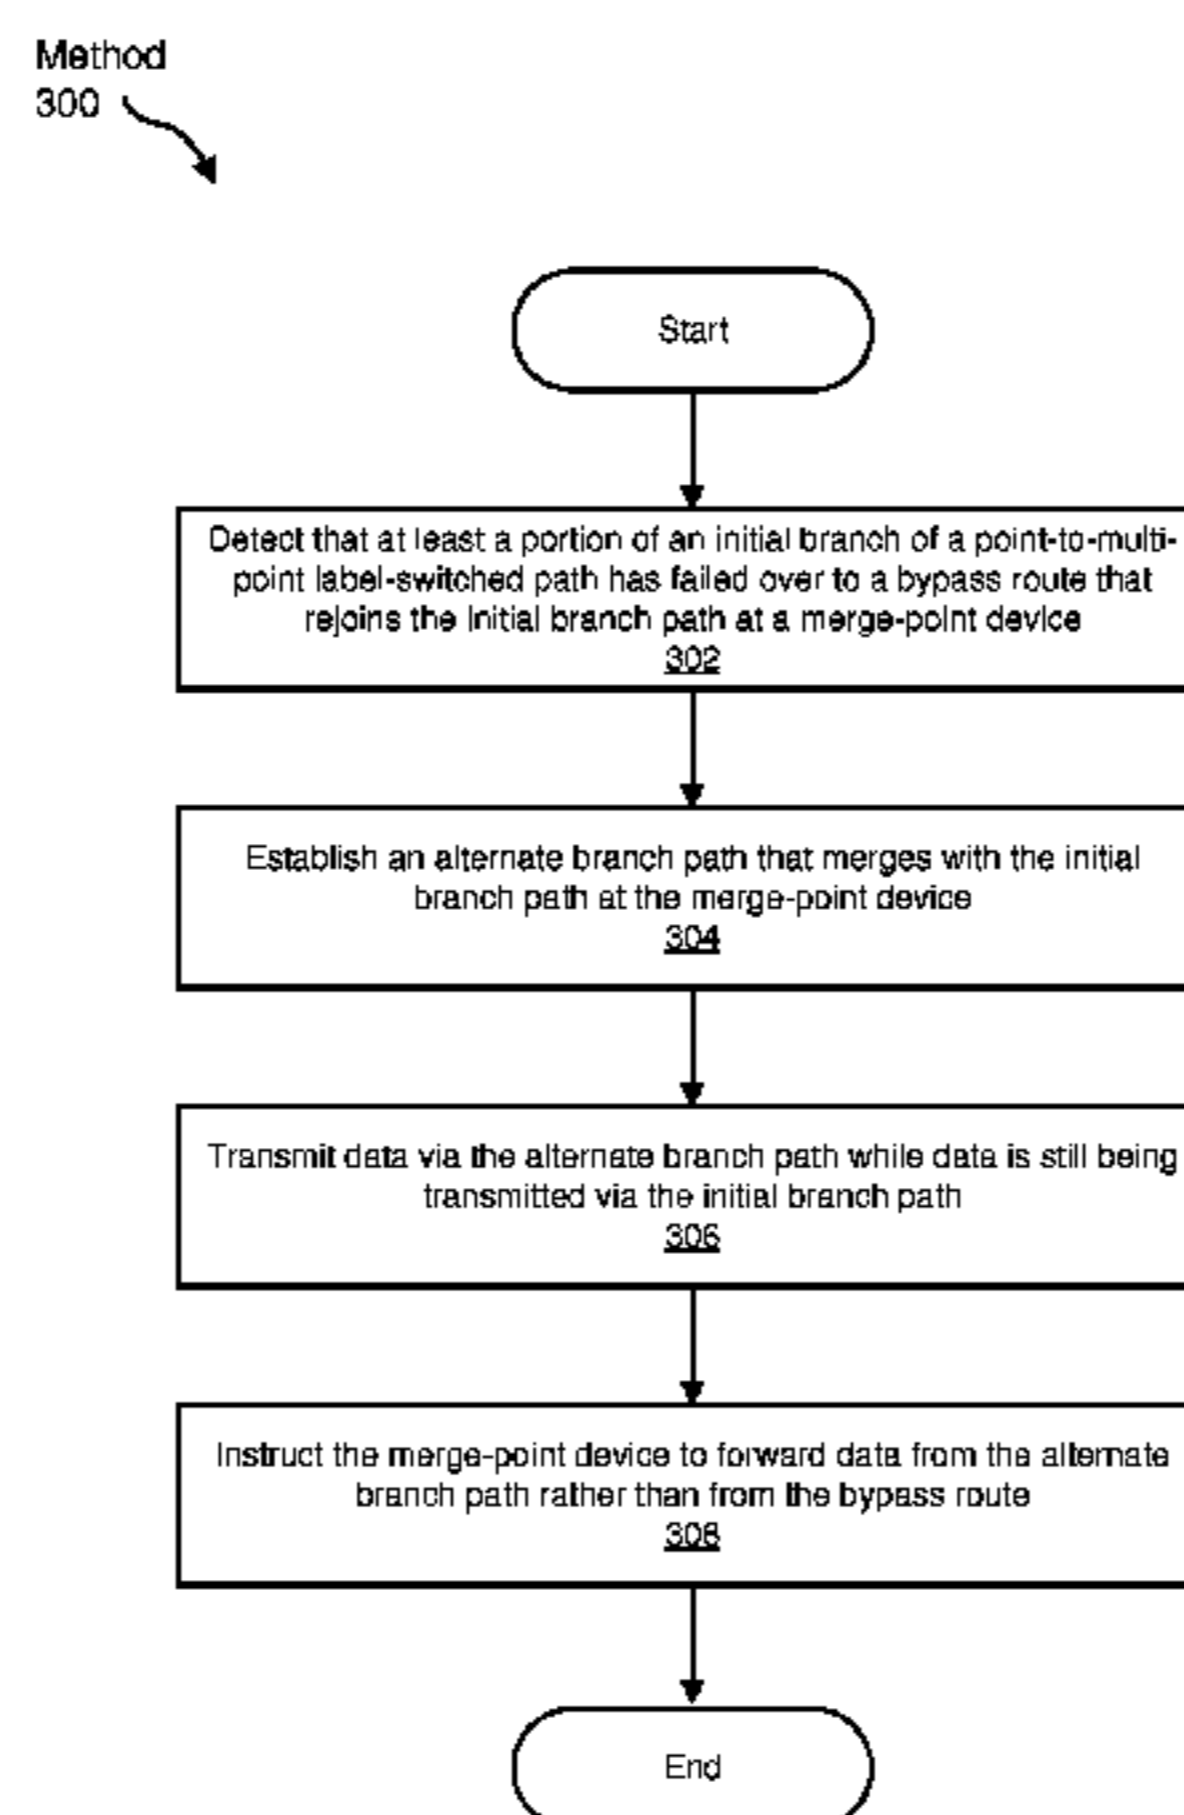 Method
300
Start
Detect that at least a portion of an initial branch of a point-to-multi-
point label-switched path has failed over to a bypass route that
rejoins the initial branch path at a merge-point device
302
Establish an alternate branch path that merges with the initial
branch path at the merge-point device
304
Transmit data via the alternate branch path while data is still being
transmitted via the initial branch path
306
Instruct the merge-point device to forward data from the alternate
branch path rather than from the bypass route
308
End